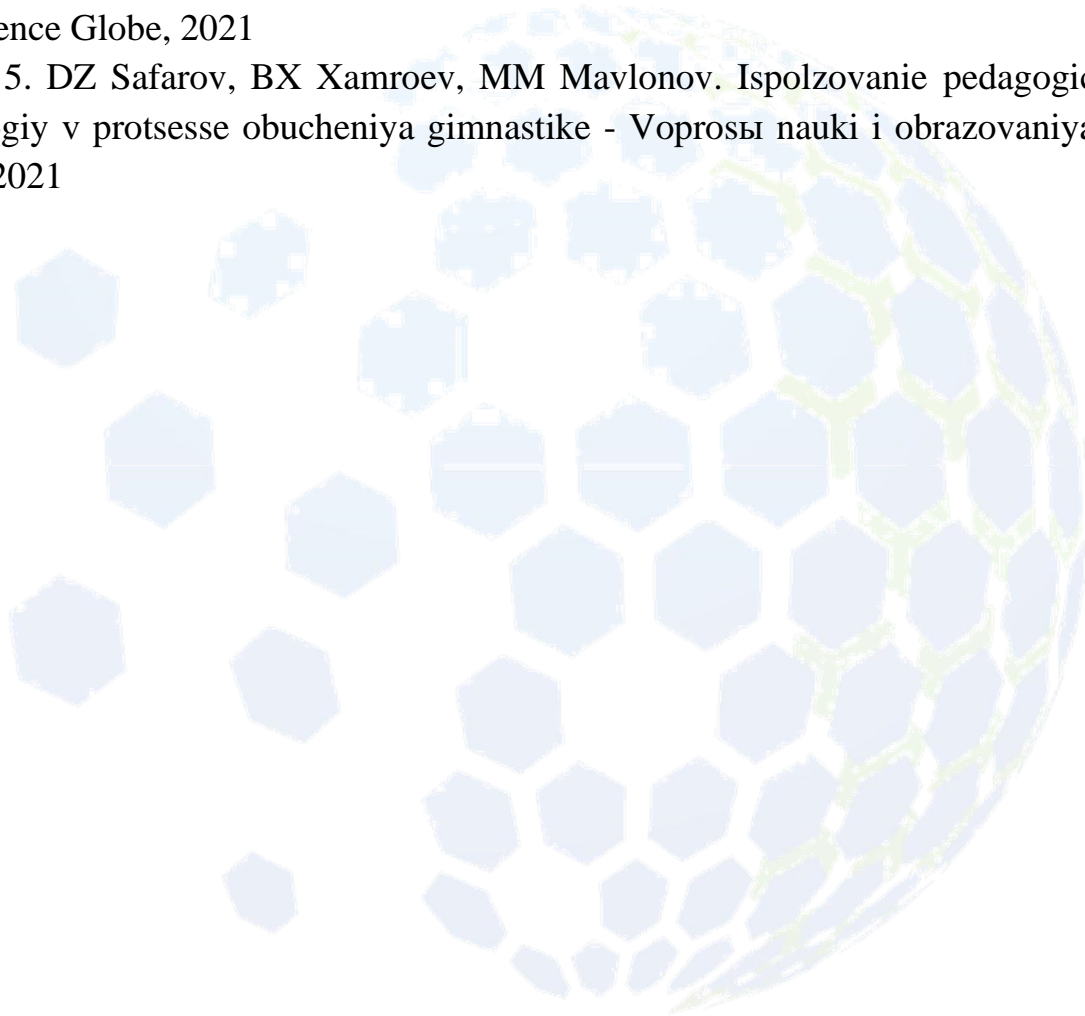 ence Globe, 2021
5. DZ Safarov, BX Xamroev, MM Mavlonov. Ispolzovanie pedagogic
giy v protsesse obucheniya gimnastike - Voprosы nauki i obrazovaniya
2021